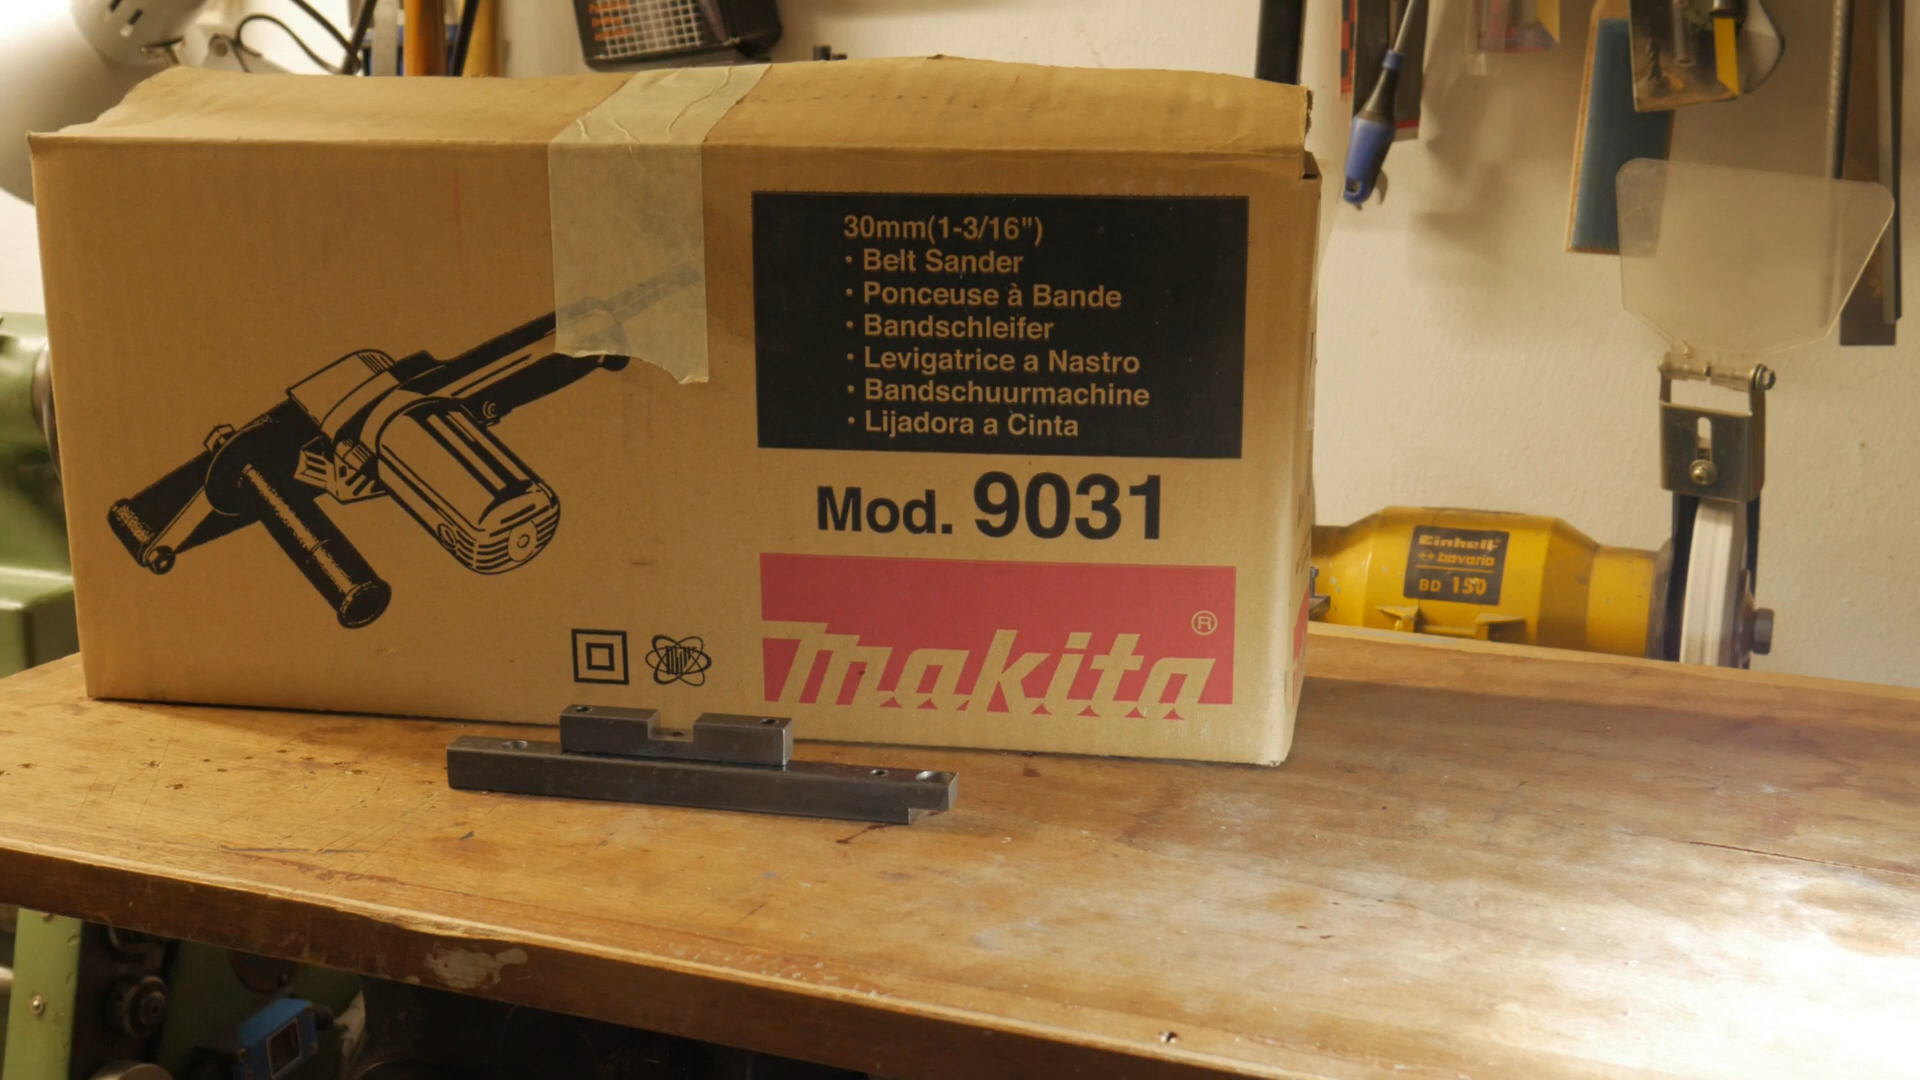 30mm(1-3/16")
• Belt Sander
• Ponceuse à Bande
• Bandschleifer
• Levigatrice a Nastro
• Bandschuurmachine
• Lijadora a Cinta
Mod. 9031
makita®
Einhell
bavaria
BD 150